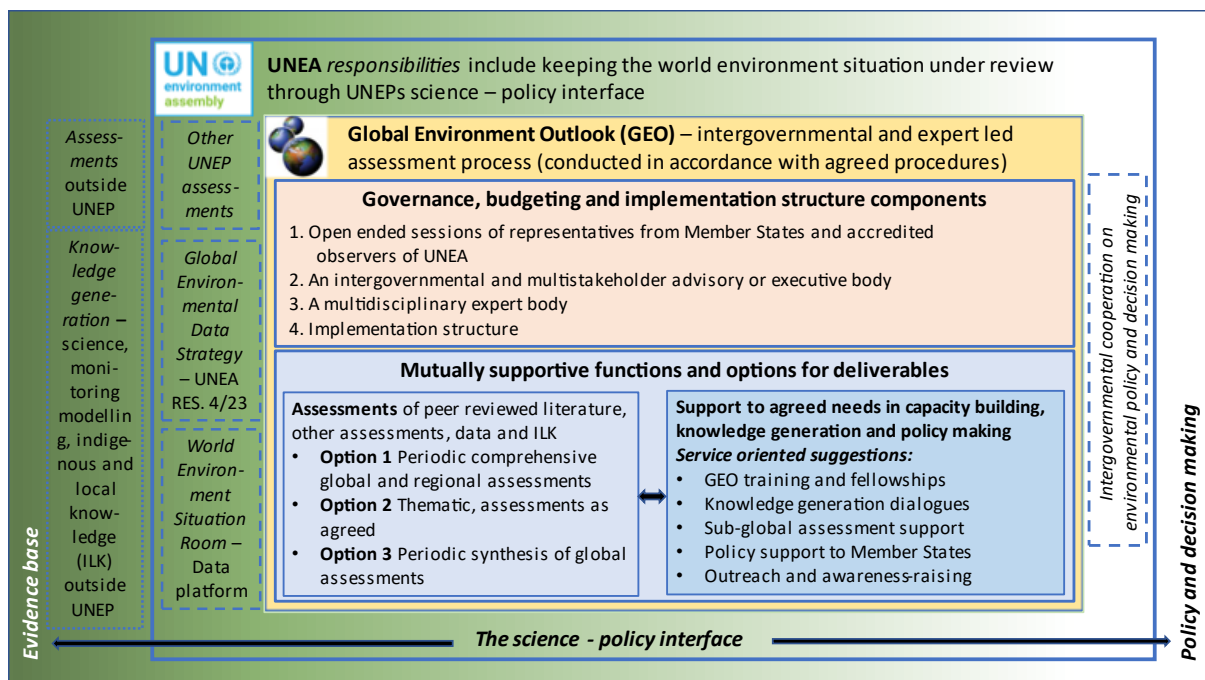 UN
environment
assembly
UNEA responsibilities include keeping the world environment situation under review
through UNEPs science – policy interface
Assess-
ments
outside
UNEP
Know-
ledge
gene-
ration –
science,
moni-
toring
modellin
g, indige-
nous and
local
know-
ledge
(ILK)
outside
UNEP
Other
UNEP
assess-
ments
Global
Environ-
mental
Data
Strategy
– UNEA
RES. 4/23
World
Environ-
ment
Situation
Room –
Data
platform
Global Environment Outlook (GEO) – intergovernmental and expert led
assessment process (conducted in accordance with agreed procedures)
Governance, budgeting and implementation structure components
1. Open ended sessions of representatives from Member States and accredited
observers of UNEA
2. An intergovernmental and multistakeholder advisory or executive body
3. A multidisciplinary expert body
4. Implementation structure
Mutually supportive functions and options for deliverables
Assessments of peer reviewed literature,
other assessments, data and ILK
• Option 1 Periodic comprehensive
global and regional assessments
• Option 2 Thematic, assessments as
agreed
• Option 3 Periodic synthesis of global
assessments
Support to agreed needs in capacity building,
knowledge generation and policy making
Service oriented suggestions:
• GEO training and fellowships
• Knowledge generation dialogues
• Sub-global assessment support
• Policy support to Member States
• Outreach and awareness-raising
Intergovernmental cooperation on
environmental policy and decision making
Evidence base
The science - policy interface
Policy and decision making